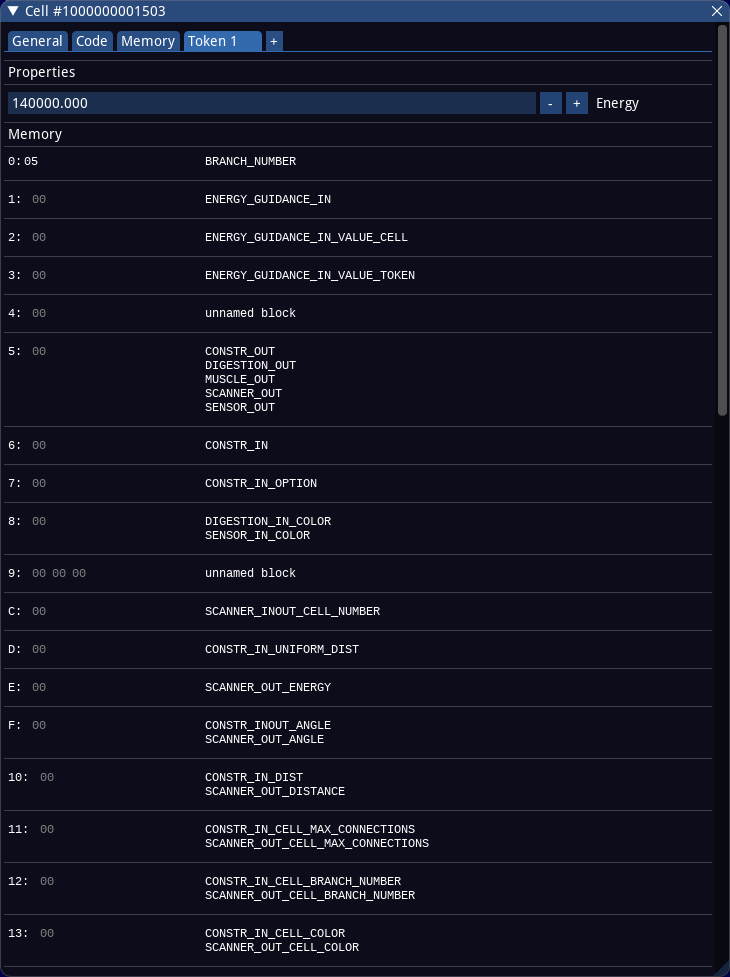 Cell #1000000001503
General Code Memory Token 1 +
Properties
140000.000 - + Energy
Memory
0: 05 BRANCH_NUMBER
1: 00 ENERGY_GUIDANCE_IN
2: 00 ENERGY_GUIDANCE_IN_VALUE_CELL
3: 00 ENERGY_GUIDANCE_IN_VALUE_TOKEN
4: 00 unnamed block
5: 00 CONSTR_OUT
DIGESTION_OUT
MUSCLE_OUT
SCANNER_OUT
SENSOR_OUT
6: 00 CONSTR_IN
7: 00 CONSTR_IN_OPTION
8: 00 DIGESTION_IN_COLOR
SENSOR_IN_COLOR
9: 00 00 00 unnamed block
C: 00 SCANNER_INOUT_CELL_NUMBER
D: 00 CONSTR_IN_UNIFORM_DIST
E: 00 SCANNER_OUT_ENERGY
F: 00 CONSTR_INOUT_ANGLE
SCANNER_OUT_ANGLE
10: 00 CONSTR_IN_DIST
SCANNER_OUT_DISTANCE
11: 00 CONSTR_IN_CELL_MAX_CONNECTIONS
SCANNER_OUT_CELL_MAX_CONNECTIONS
12: 00 CONSTR_IN_CELL_BRANCH_NUMBER
SCANNER_OUT_CELL_BRANCH_NUMBER
13: 00 CONSTR_IN_CELL_COLOR
SCANNER_OUT_CELL_COLOR